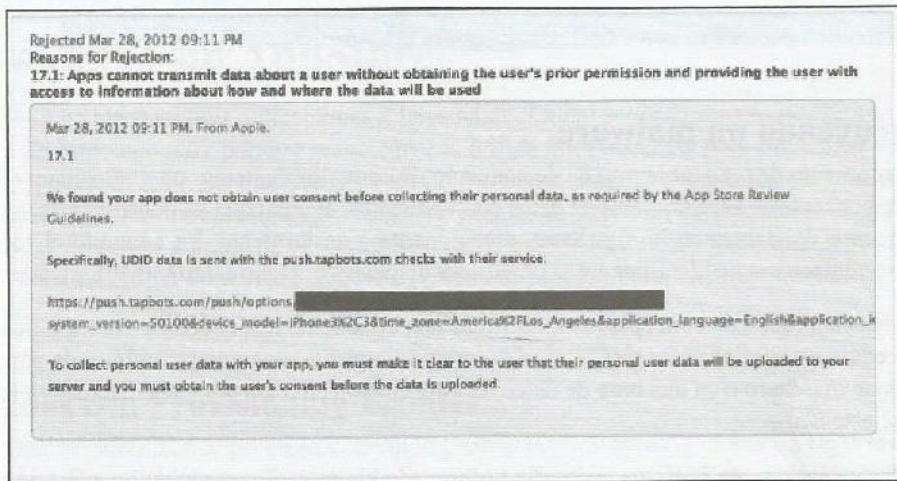 Rejected Mar 28, 2012 09:11 PM
Reasons for Rejection:
17.1: Apps cannot transmit data about a user without obtaining the user's prior permission and providing the user with
access to information about how and where the data will be used
Mar 28, 2012 09:11 PM. From Apple.
17.1
We found your app does not obtain user consent before collecting their personal data, as required by the App Store Review
Guidelines.
Specifically, UDID data is sent with the push.tapbots.com checks with their service.
https://push.tapbots.com/push/options
system_version=50100&device_model=iPhone3%2C3&time_zone=America%2FLos_Angeles&application_language=English&application_
To collect personal user data with your app, you must make it clear to the user that their personal user data will be uploaded to your
server and you must obtain the user's consent before the data is uploaded.